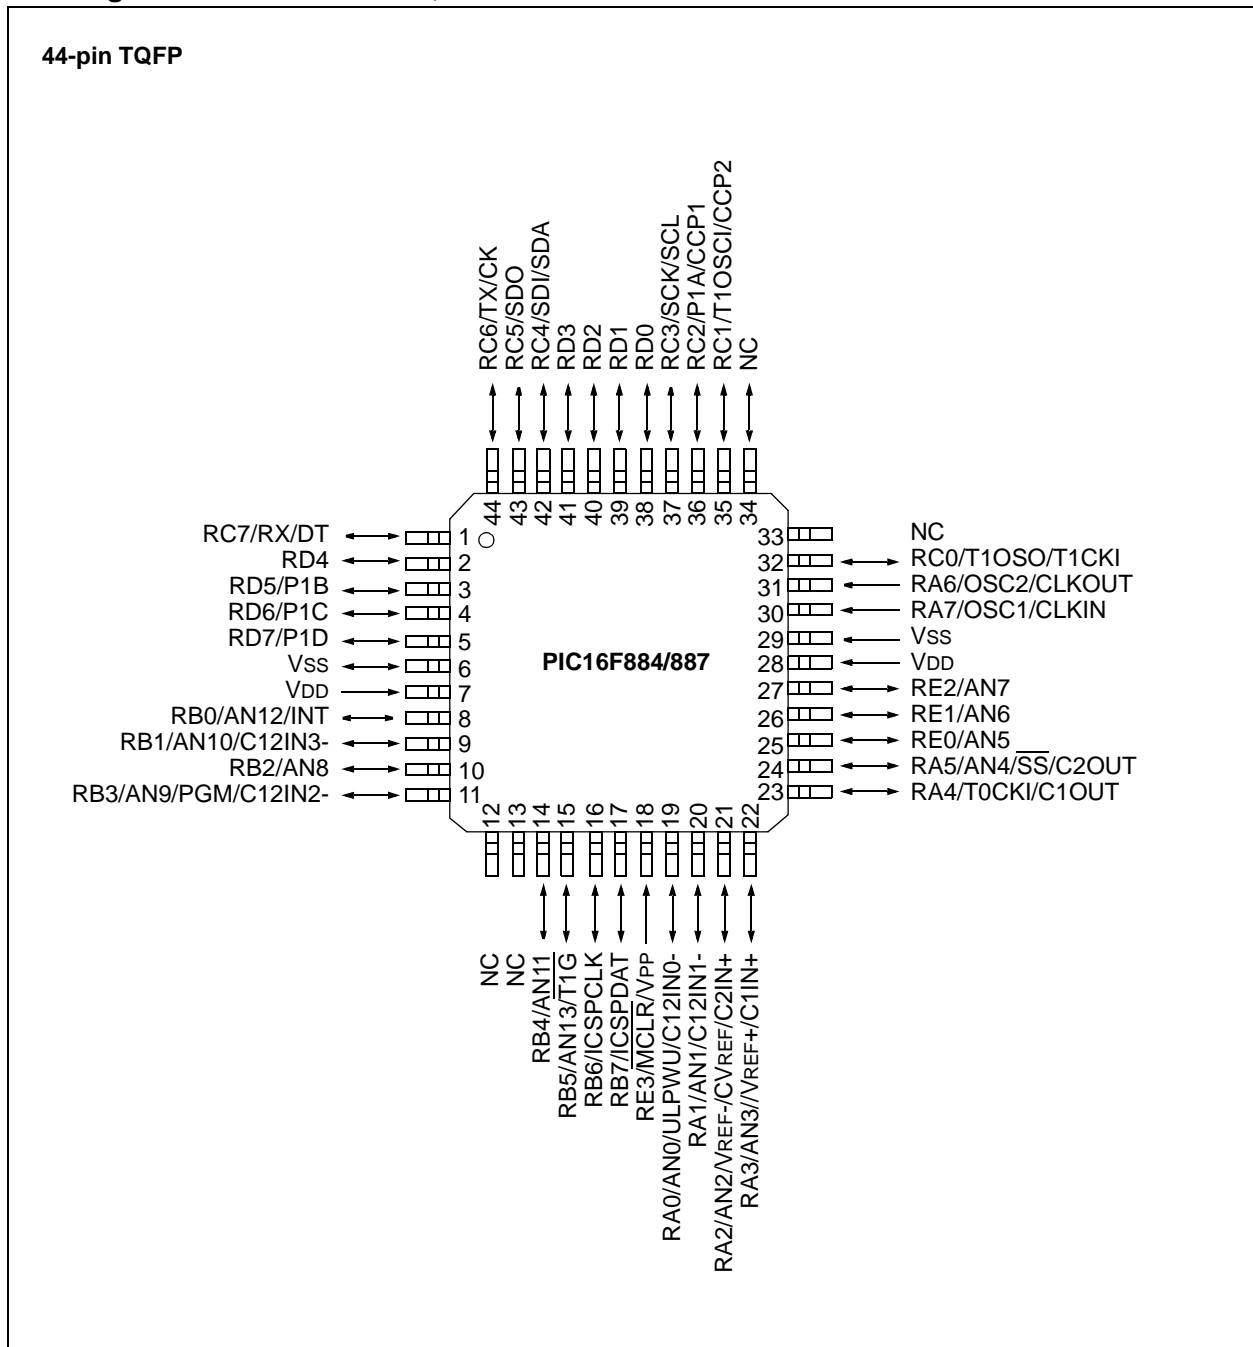 44-pin TQFP
RC6/TX/CK
RC5/SDO
RC4/SDI/SDA
RD3
RD2
RD1
RD0
RC3/SCK/SCL
RC2/P1A/CCP1
RC1/T1OSCI/CCP2
NC
44
43
42
41
40
39
38
37
36
35
34
RC7/RX/DT 1
RD4 2
RD5/P1B 3
RD6/P1C 4
RD7/P1D 5
VSS 6
VDD 7
RB0/AN12/INT 8
RB1/AN10/C12IN3- 9
RB2/AN8 10
RB3/AN9/PGM/C12IN2- 11
PIC16F884/887
33 NC
32 RC0/T1OSO/T1CKI
31 RA6/OSC2/CLKOUT
30 RA7/OSC1/CLKIN
29 VSS
28 VDD
27 RE2/AN7
26 RE1/AN6
25 RE0/AN5
24 RA5/AN4/SS/C2OUT
23 RA4/T0CKI/C1OUT
12
13
14
15
16
17
18
19
20
21
22
NC
NC
RB4/AN11
RB5/AN13/T1G
RB6/ICSPCLK
RB7/ICSPDAT
RE3/MCLR/VPP
RA0/AN0/ULPWU/C12IN0-
RA1/AN1/C12IN1-
RA2/AN2/VREF-/CVREF/C2IN+
RA3/AN3//VREF+/C1IN+